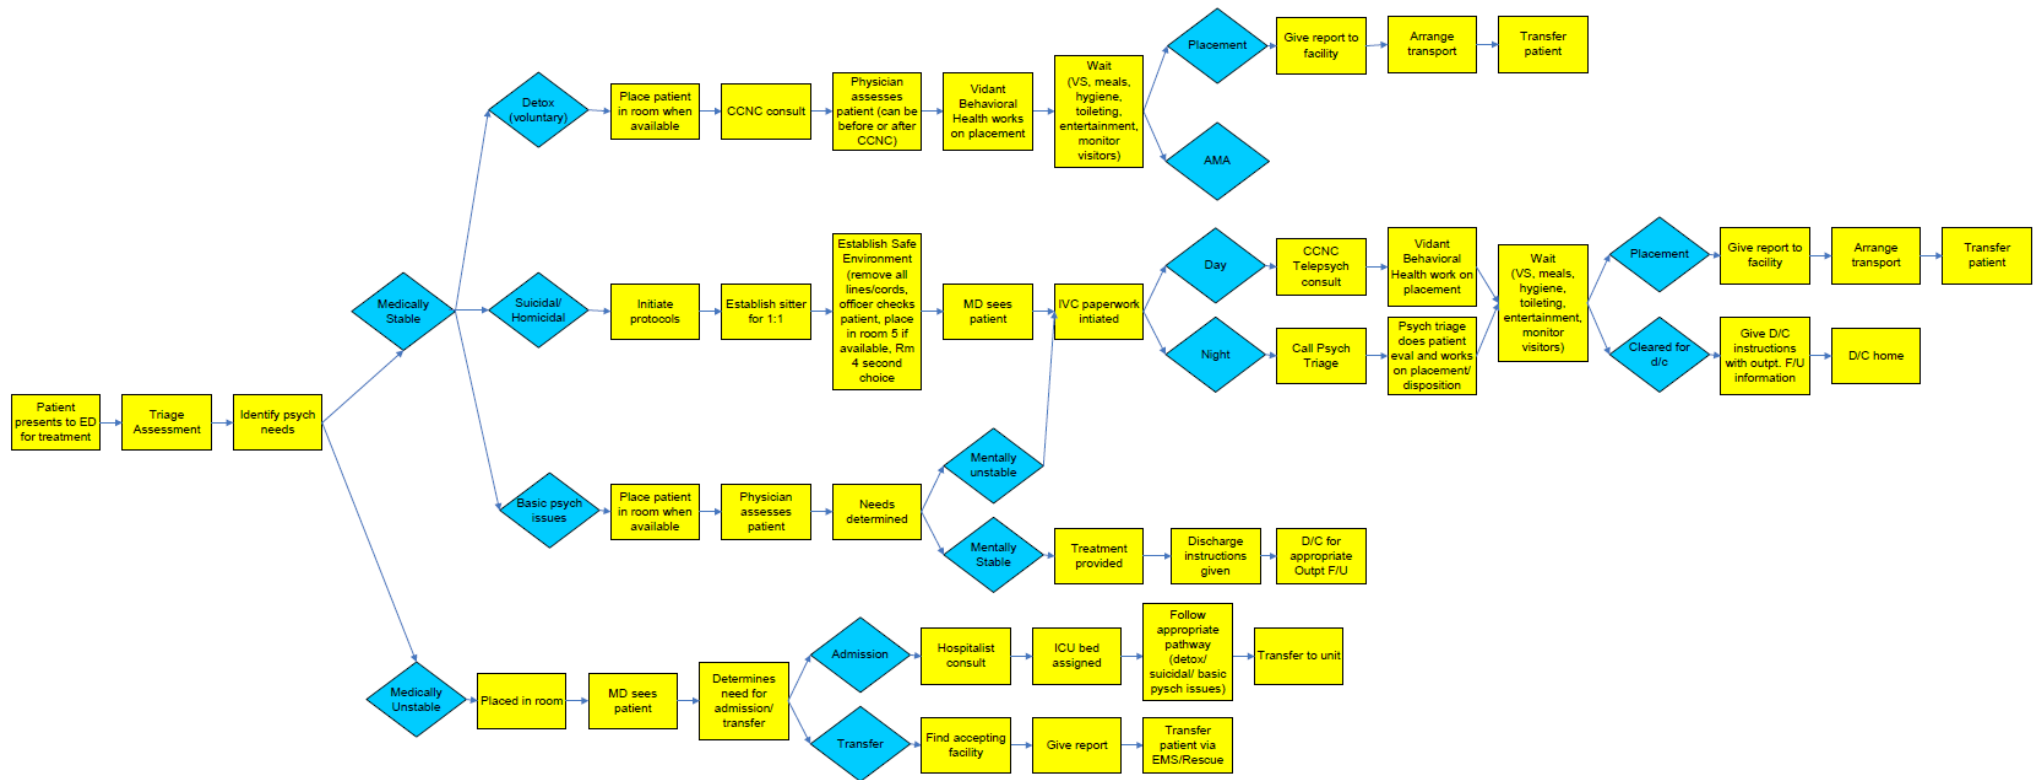 Patient
presents to ED
for treatment
Triage
Assessment
Identify psych
needs
Medically
Stable
Detox
(voluntary)
Place patient
in room when
available
CCNC consult
Physician
assesses
patient (can be
before or after
CCNC)
Vidant
Behavioral
Health works
on placement
Wait
(VS, meals,
hygiene,
toileting,
entertainment,
monitor
visitors)
Placement
Give report to
facility
Arrange
transport
Transfer
patient
AMA
Suicidal/
Homicidal
Initiate
protocols
Establish sitter
for 1:1
Establish Safe
Environment
(remove all
lines/cords,
officer checks
patient, place
in room 5 if
available, Rm
4 second
choice
MD sees
patient
IVC paperwork
intiated
Day
CCNC
Telepsych
consult
Vidant
Behavioral
Health work on
placement
Night
Call Psych
Triage
Psych triage
does patient
eval and works
on placement/
disposition
Wait
(VS, meals,
hygiene,
toileting,
entertainment,
monitor
visitors)
Placement
Give report to
facility
Arrange
transport
Transfer
patient
Cleared for
d/c
Give D/C
instructions
with outpt. F/U
information
D/C home
Basic psych
issues
Place patient
in room when
available
Physician
assesses
patient
Needs
determined
Mentally
unstable
Mentally
Stable
Treatment
provided
Discharge
instructions
given
D/C for
appropriate
Outpt F/U
Medically
Unstable
Placed in room
MD sees
patient
Determines
need for
admission/
transfer
Admission
Hospitalist
consult
ICU bed
assigned
Follow
appropriate
pathway
(detox/
suicidal/ basic
pysch issues)
Transfer to unit
Transfer
Find accepting
facility
Give report
Transfer
patient via
EMS/Rescue